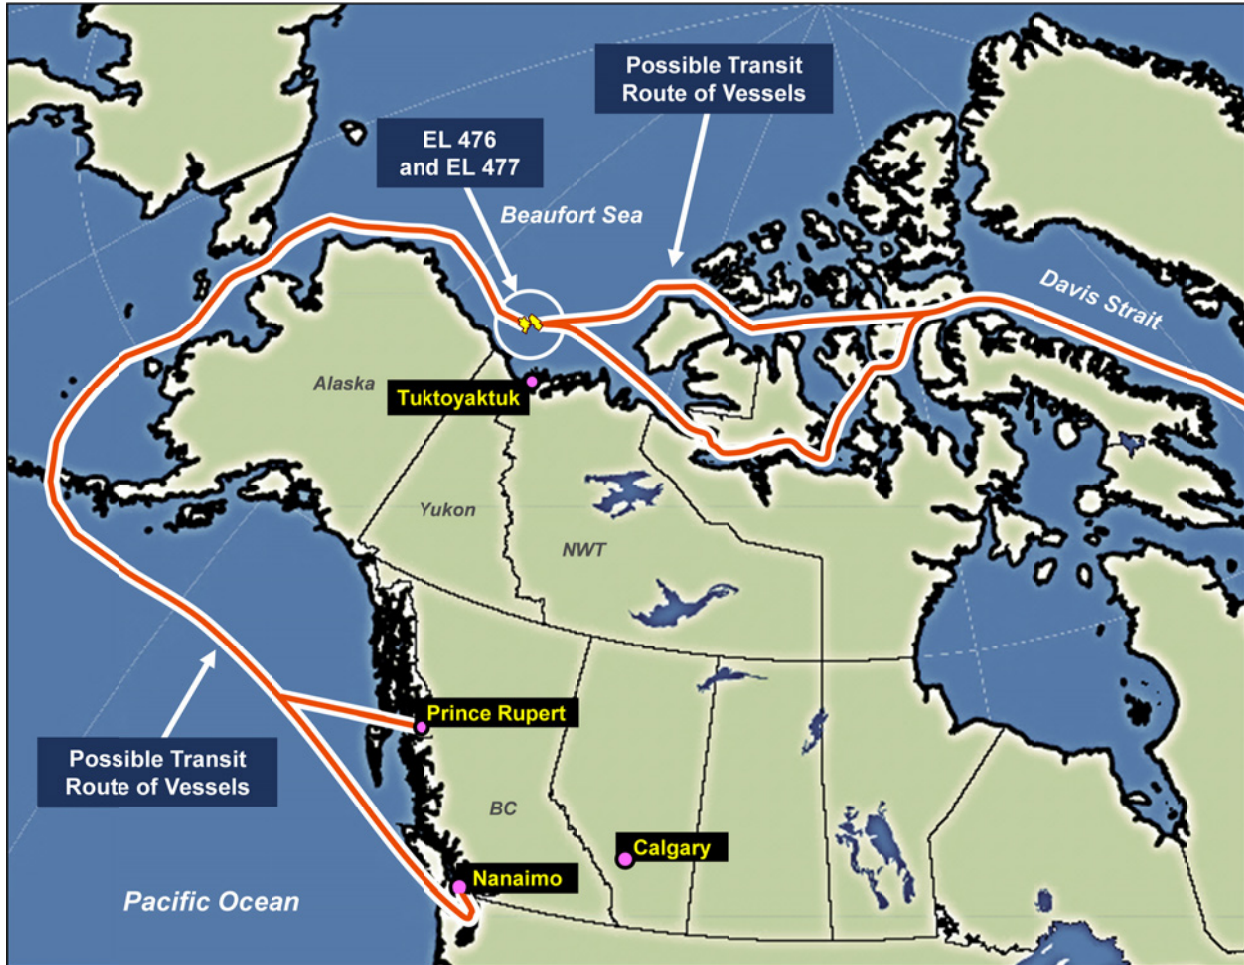 Possible Transit
Route of Vessels
EL 476
and EL 477
Beaufort Sea
Davis Strait
Alaska
Tuktoyaktuk
Yukon
NWT
Prince Rupert
Possible Transit
Route of Vessels
BC
Calgary
Nanaimo
Pacific Ocean